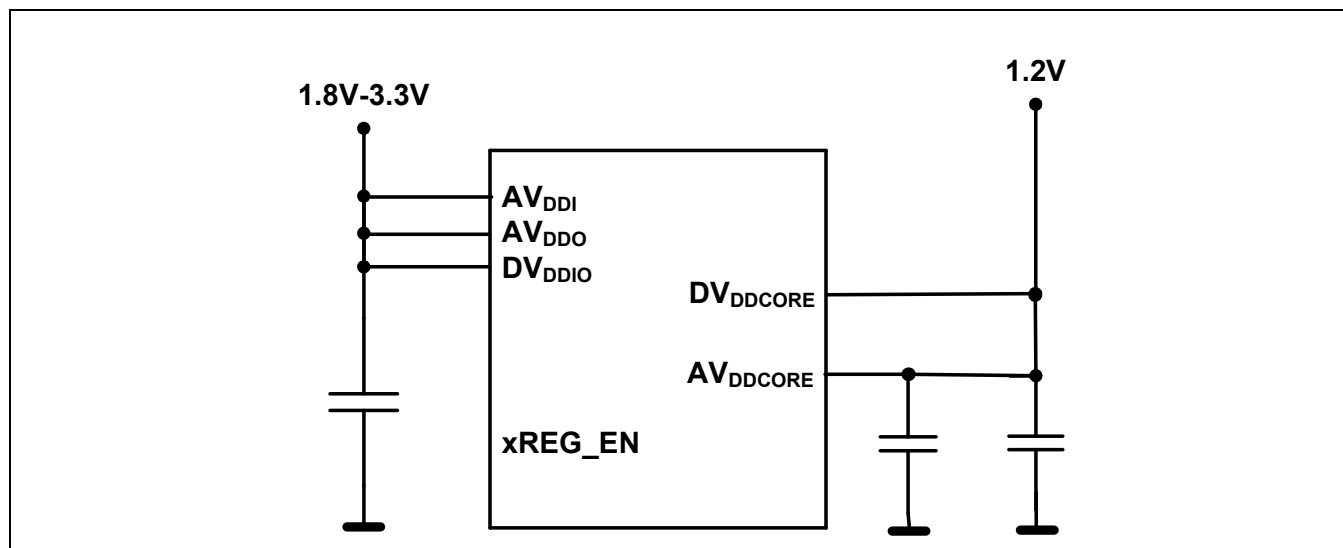 1.2V
1.8V-3.3V
AVDDI
AVDDO
DVDDIO
DVDDCORE
AVDDCORE
xREG_EN